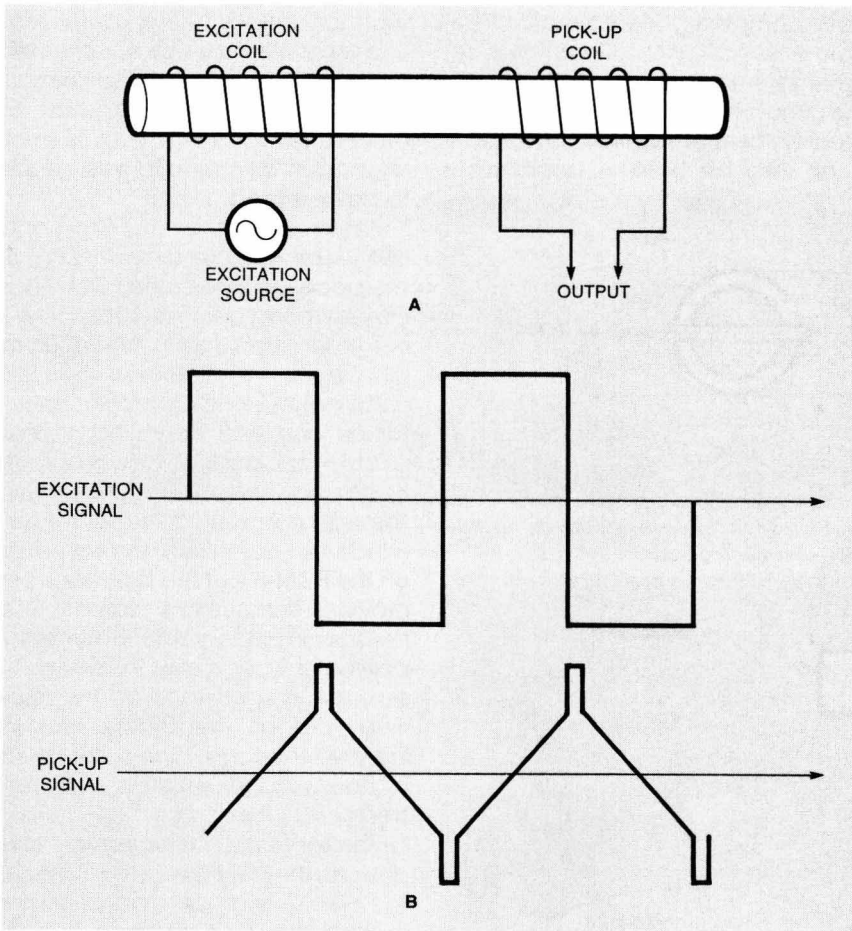 EXCITATION
COIL
PICK-UP
COIL
EXCITATION
SOURCE
OUTPUT
A
EXCITATION
SIGNAL
PICK-UP
SIGNAL
B